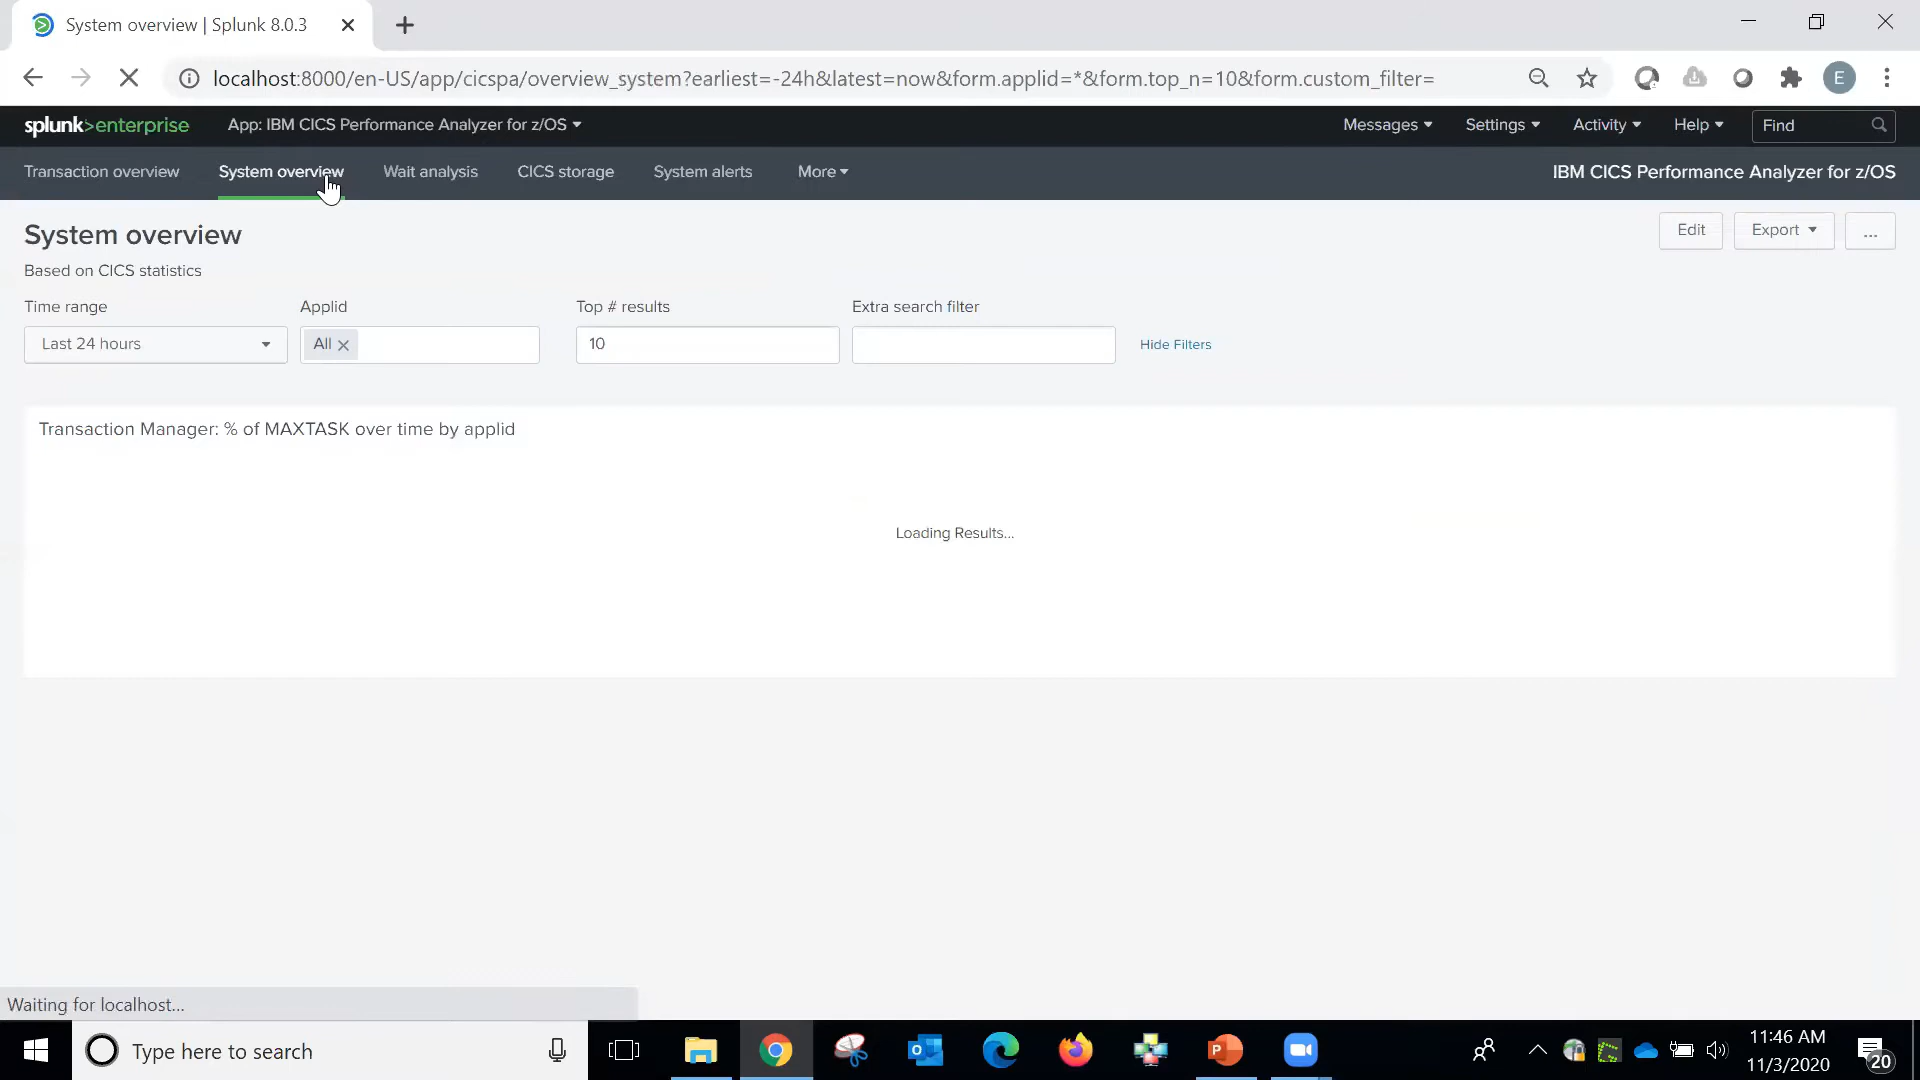 System overview | Splunk 8.0.3
localhost:8000/en-US/app/cicspa/overview_system?earliest=-24h&latest=now&form.applid=*&form.top_n=10&form.custom_filter=
E
splunk>enterprise App: IBM CICS Performance Analyzer for z/OS Messages Settings Activity Help Find
Transaction overview System overview Wait analysis CICS storage System alerts More IBM CICS Performance Analyzer for z/OS
System overview
Edit Export ...
Based on CICS statistics
Time range Applid Top # results Extra search filter
Last 24 hours All 10 Hide Filters
Transaction Manager: % of MAXTASK over time by applid
Loading Results...
Waiting for localhost...
Type here to search
11:46 AM
11/3/2020
20